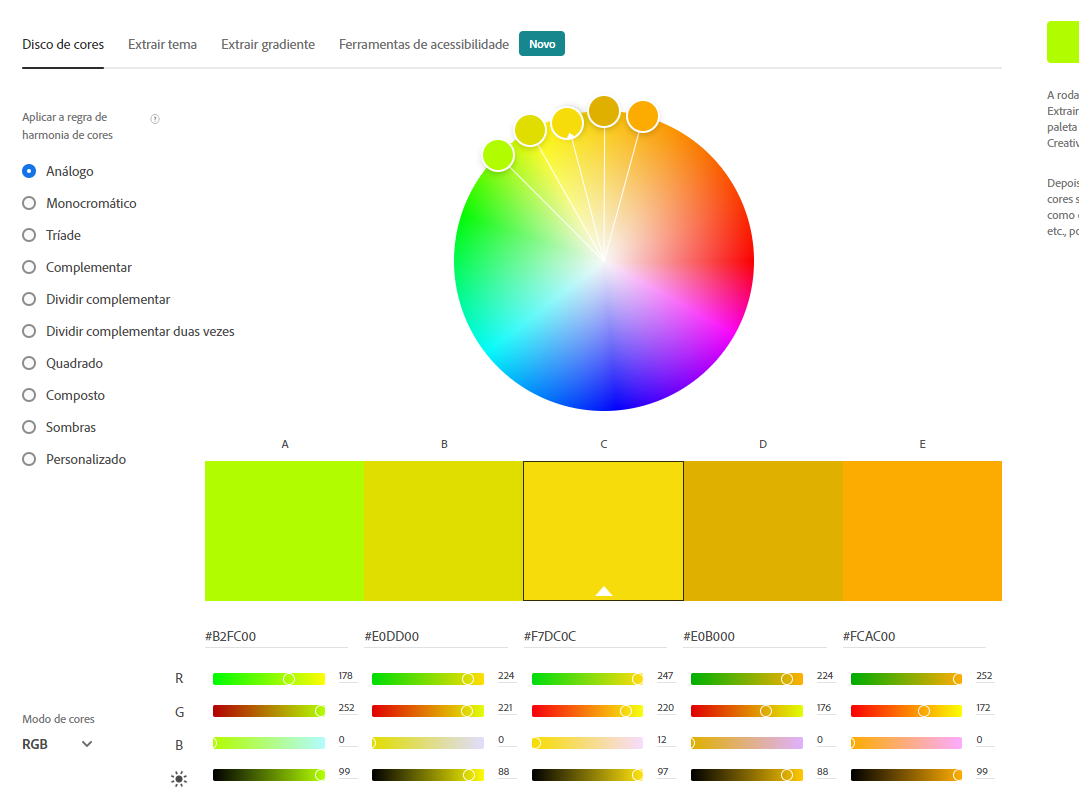 Disco de cores Extrair tema Extrair gradiente Ferramentas de acessibilidade Novo
Aplicar a regra de
harmonia de cores
Análogo
Monocromático
Tríade
Complementar
Dividir complementar
Dividir complementar duas vezes
Quadrado
Composto
Sombras
Personalizado
A B C D E
#B2FC00 #E0DD00 #F7DC0C #E0B000 #FCAC00
R 178 224 247 224 252
G 252 221 220 176 172
B 0 0 12 0 0
99 88 97 88 99
Modo de cores
RGB
A roda
Extrair
paleta
Creativ
Depois
cores s
como
etc., po